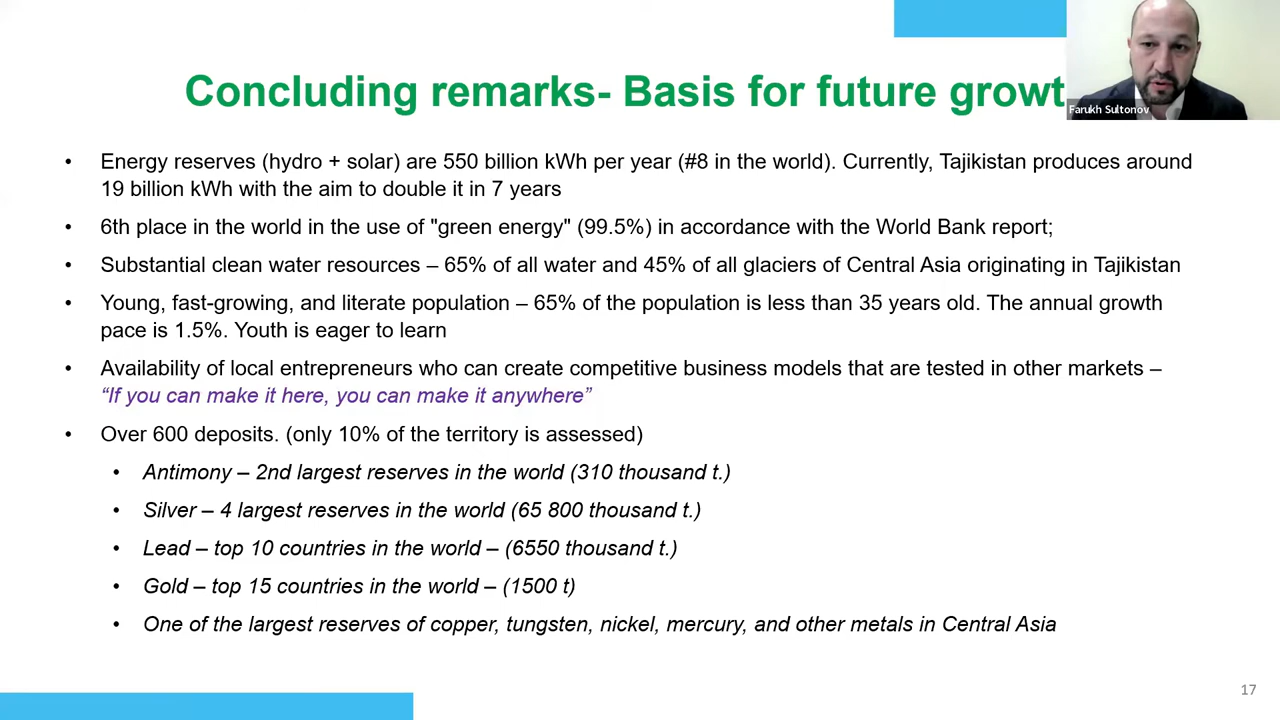 Concluding remarks- Basis for future growt
Farukh Sultonov
• Energy reserves (hydro + solar) are 550 billion kWh per year (#8 in the world). Currently, Tajikistan produces around
19 billion kWh with the aim to double it in 7 years
• 6th place in the world in the use of "green energy" (99.5%) in accordance with the World Bank report;
• Substantial clean water resources – 65% of all water and 45% of all glaciers of Central Asia originating in Tajikistan
• Young, fast-growing, and literate population – 65% of the population is less than 35 years old. The annual growth
pace is 1.5%. Youth is eager to learn
• Availability of local entrepreneurs who can create competitive business models that are tested in other markets –
“If you can make it here, you can make it anywhere”
• Over 600 deposits. (only 10% of the territory is assessed)
• Antimony – 2nd largest reserves in the world (310 thousand t.)
• Silver – 4 largest reserves in the world (65 800 thousand t.)
• Lead – top 10 countries in the world – (6550 thousand t.)
• Gold – top 15 countries in the world – (1500 t)
• One of the largest reserves of copper, tungsten, nickel, mercury, and other metals in Central Asia
17